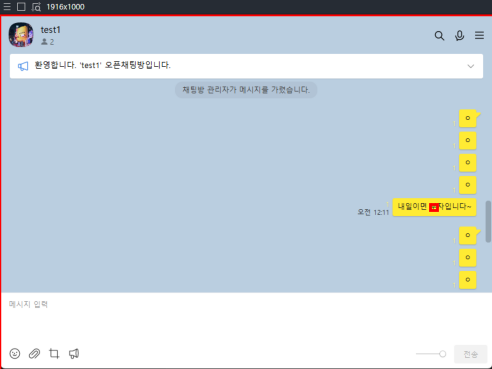 1916x1000
test1
2
환영합니다. 'test1' 오픈채팅방입니다.
채팅방 관리자가 메시지를 가렸습니다.
ㅇ
ㅇ
ㅇ
ㅇ
내일이면 자입니다~
오전 12:11
ㅇ
ㅇ
ㅇ
메시지 입력
전송